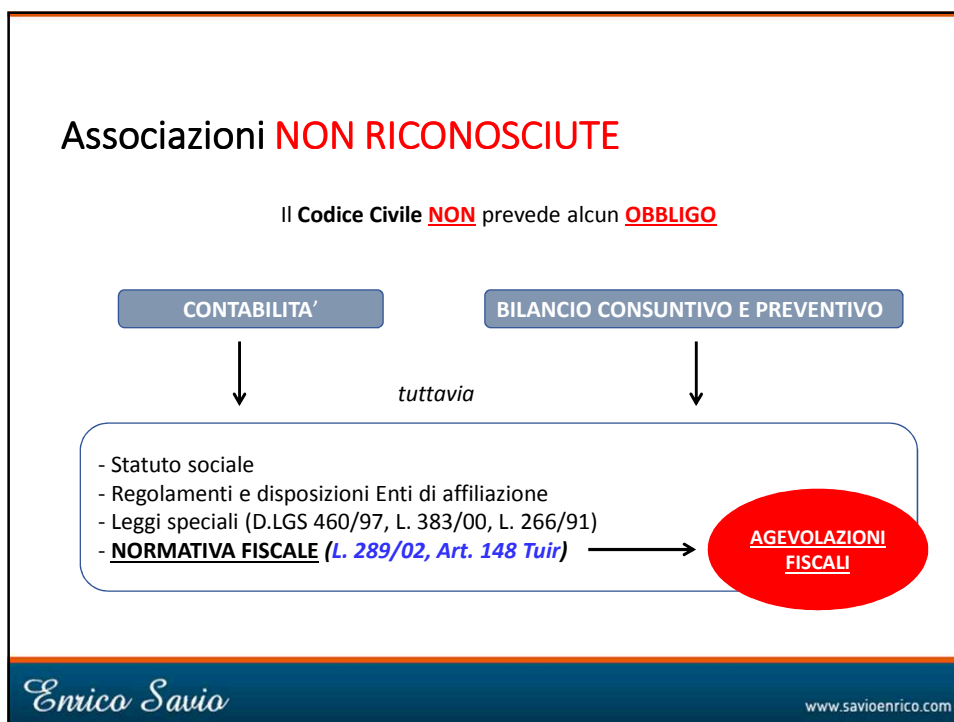 Associazioni NON RICONOSCIUTE
Il Codice Civile NON prevede alcun OBBLIGO
CONTABILITA’
BILANCIO CONSUNTIVO E PREVENTIVO
tuttavia
- Statuto sociale
- Regolamenti e disposizioni Enti di affiliazione
- Leggi speciali (D.LGS 460/97, L. 383/00, L. 266/91)
- NORMATIVA FISCALE (L. 289/02, Art. 148 Tuir)
AGEVOLAZIONI
FISCALI
Enrico Savio
www.savioenrico.com